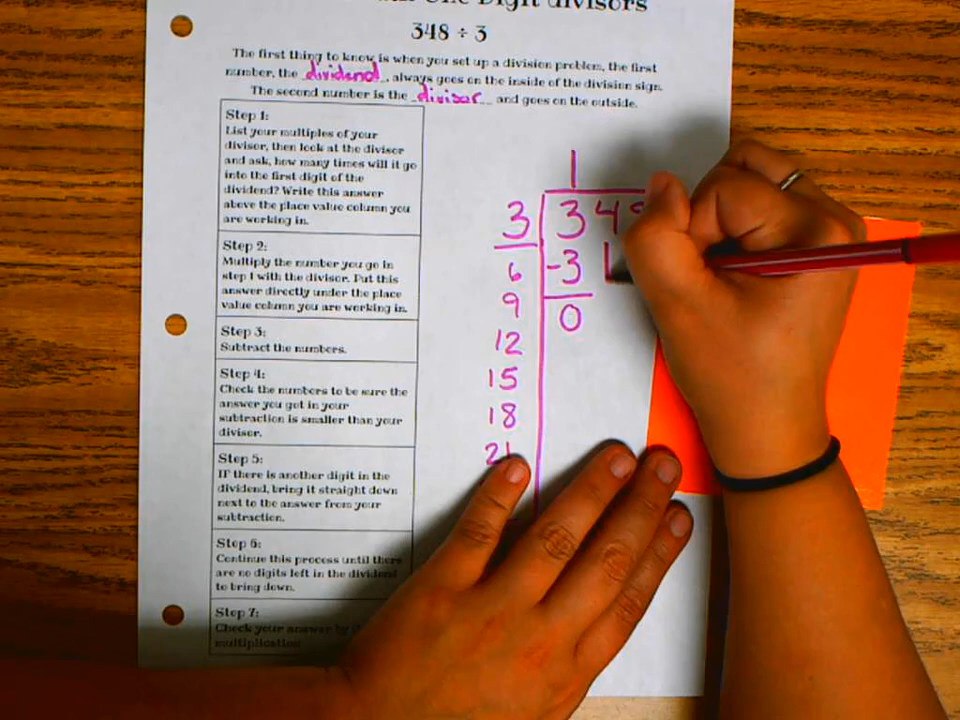 One Digit divisors
348 ÷ 3
The first thing to know is when you set up a division problem, the first
number, the dividend, always goes on the inside of the division sign.
The second number is the divisor and goes on the outside.
Step 1:
List your multiples of your
divisor, then look at the divisor
and ask, how many times will it go
into the first digit of the
dividend? Write this answer
above the place value column you
are working in.
Step 2:
Multiply the number you go in
step 1 with the divisor. Put this
answer directly under the place
value column you are working in.
Step 3:
Subtract the numbers.
Step 4:
Check the numbers to be sure the
answer you got in your
subtraction is smaller than your
divisor.
Step 5:
IF there is another digit in the
dividend, bring it straight down
next to the answer from your
subtraction.
Step 6:
Continue this process until there
are no digits left in the dividend
to bring down.
Step 7:
Check your answer by
multiplication
1
3 34
6 -3
9 0
12
15
18
21